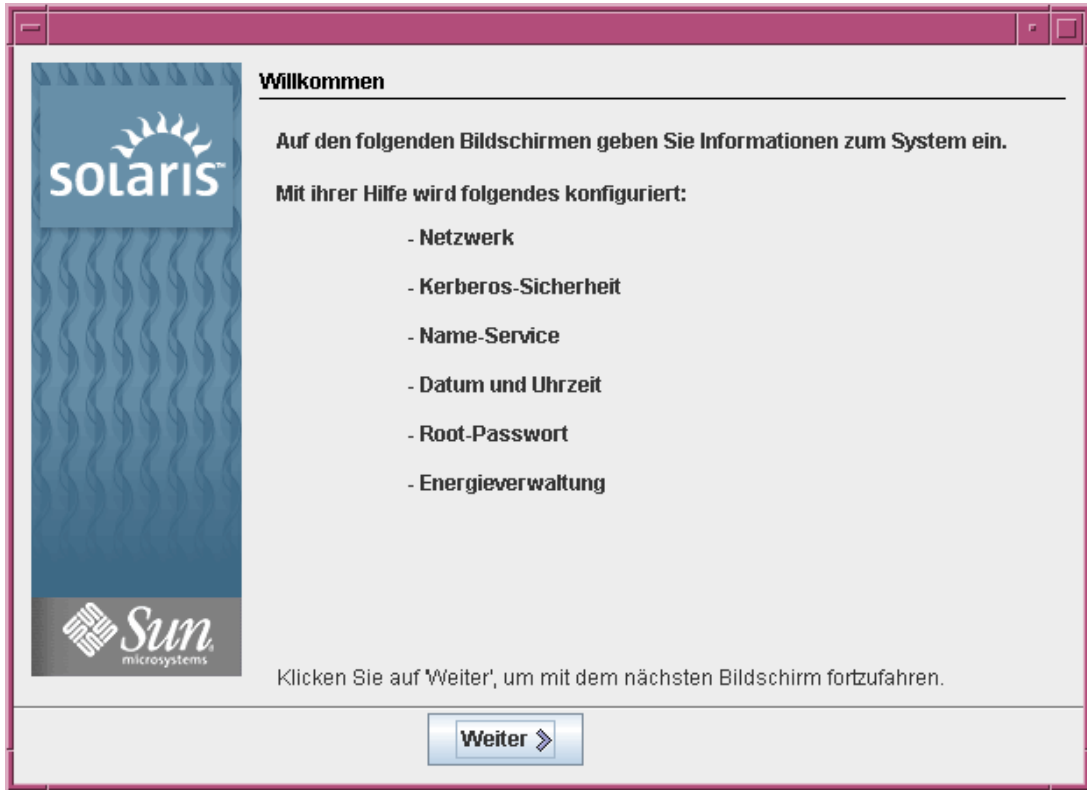 Willkommen
solaris™
Auf den folgenden Bildschirmen geben Sie Informationen zum System ein.
Mit ihrer Hilfe wird folgendes konfiguriert:
- Netzwerk
- Kerberos-Sicherheit
- Name-Service
- Datum und Uhrzeit
- Root-Passwort
- Energieverwaltung
Sun
microsystems
Klicken Sie auf 'Weiter', um mit dem nächsten Bildschirm fortzufahren.
Weiter